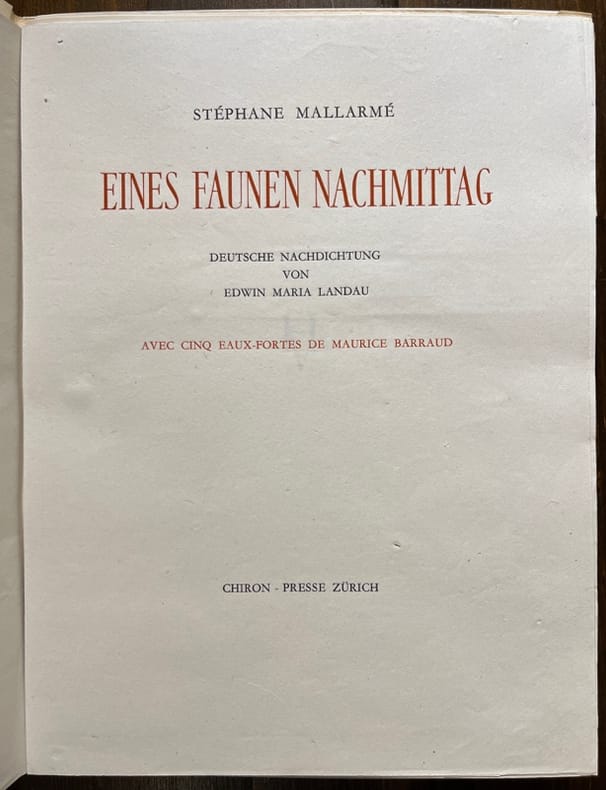 STÉPHANE MALLARMÉ
EINES FAUNEN NACHMITTAG
DEUTSCHE NACHDICHTUNG
VON
EDWIN MARIA LANDAU
AVEC CINQ EAUX-FORTES DE MAURICE BARRAUD
CHIRON - PRESSE ZÜRICH